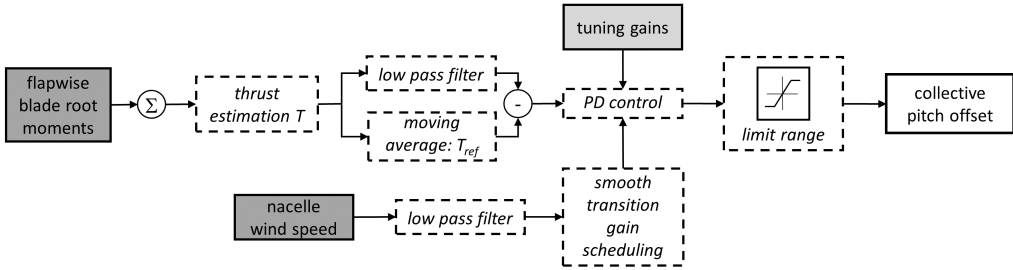 tuning gains
flapwise
blade root
moments
Σ
thrust
estimation T
low pass filter
moving
average: Tref
-
PD control
limit range
collective
pitch offset
nacelle
wind speed
low pass filter
smooth
transition
gain
scheduling